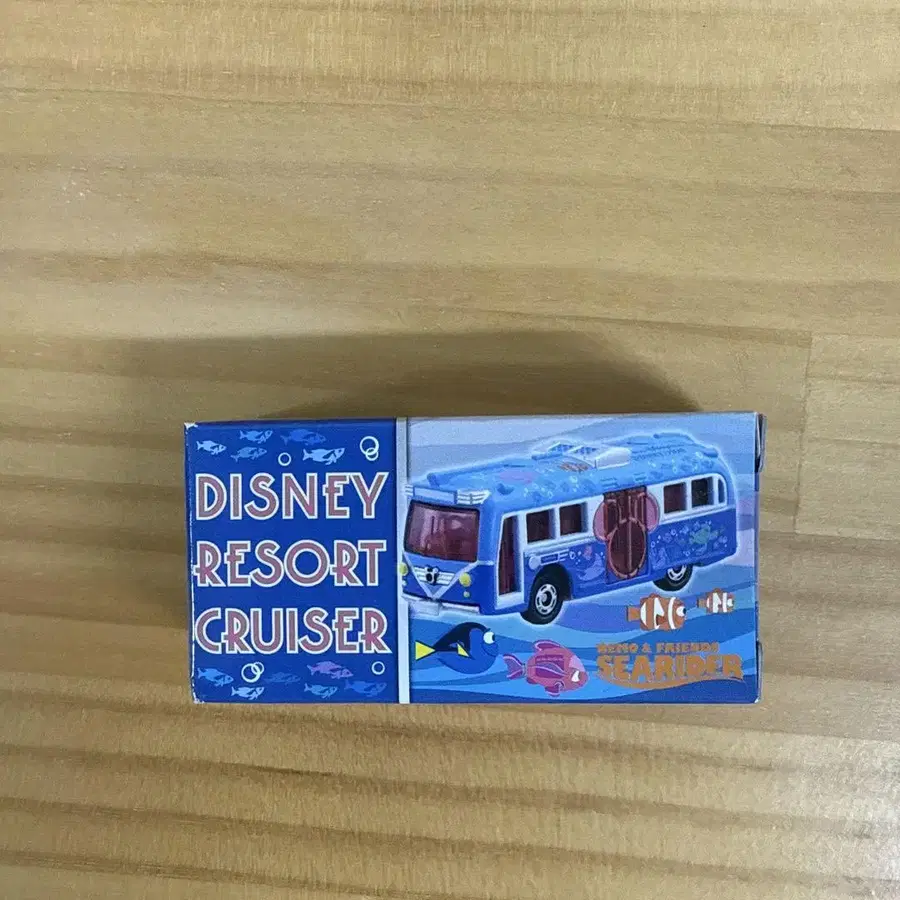 DISNEY
RESORT
CRUISER
NEMO & FRIENDS
SEARIDER